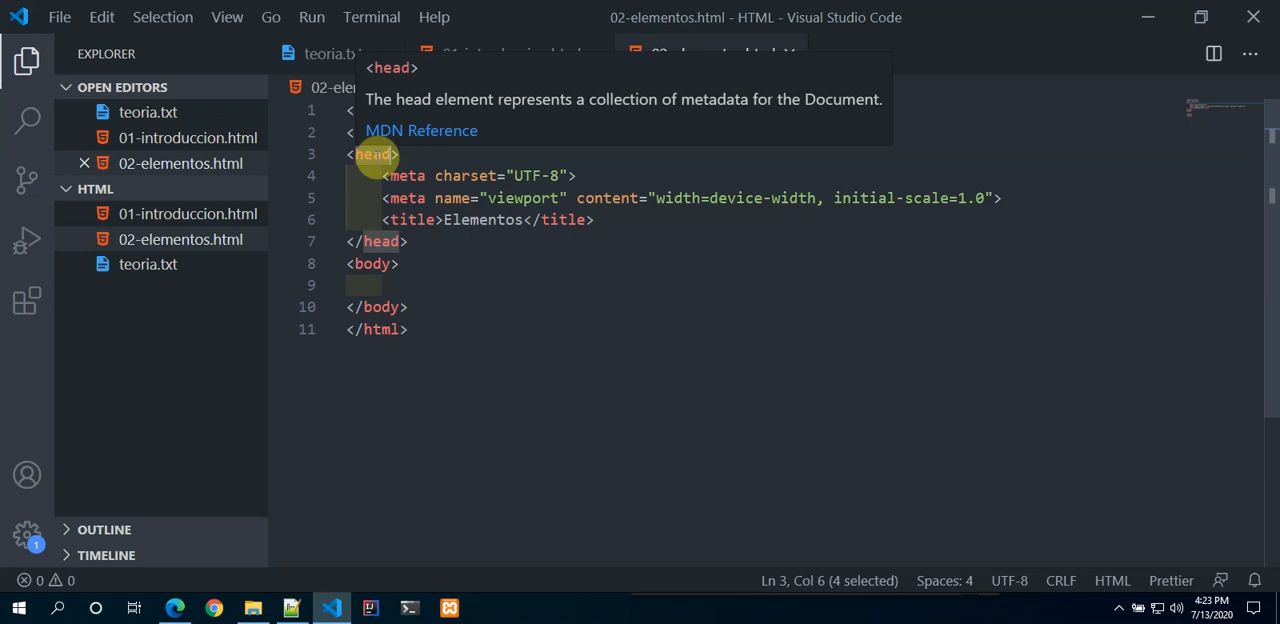 File Edit Selection View Go Run Terminal Help 02-elementos.html - HTML - Visual Studio Code
EXPLORER
OPEN EDITORS
teoria.txt
01-introduccion.html
02-elementos.html
HTML
01-introduccion.html
02-elementos.html
teoria.txt
OUTLINE
TIMELINE
<head>
The head element represents a collection of metadata for the Document.
MDN Reference
1 <
2 <
3 <head>
4 <meta charset="UTF-8">
5 <meta name="viewport" content="width=device-width, initial-scale=1.0">
6 <title>Elementos</title>
7 </head>
8 <body>
9
10 </body>
11 </html>
1
0 0
Ln 3, Col 6 (4 selected) Spaces: 4 UTF-8 CRLF HTML Prettier
4:23 PM
7/13/2020